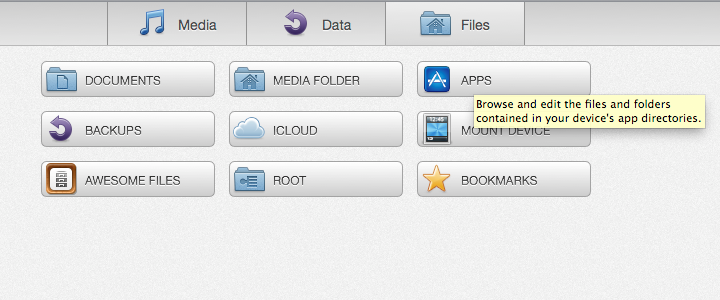 Media
Data
Files
DOCUMENTS
MEDIA FOLDER
APPS
Browse and edit the files and folders
contained in your device's app directories.
BACKUPS
ICLOUD
MOUNT DEVICE
AWESOME FILES
ROOT
BOOKMARKS